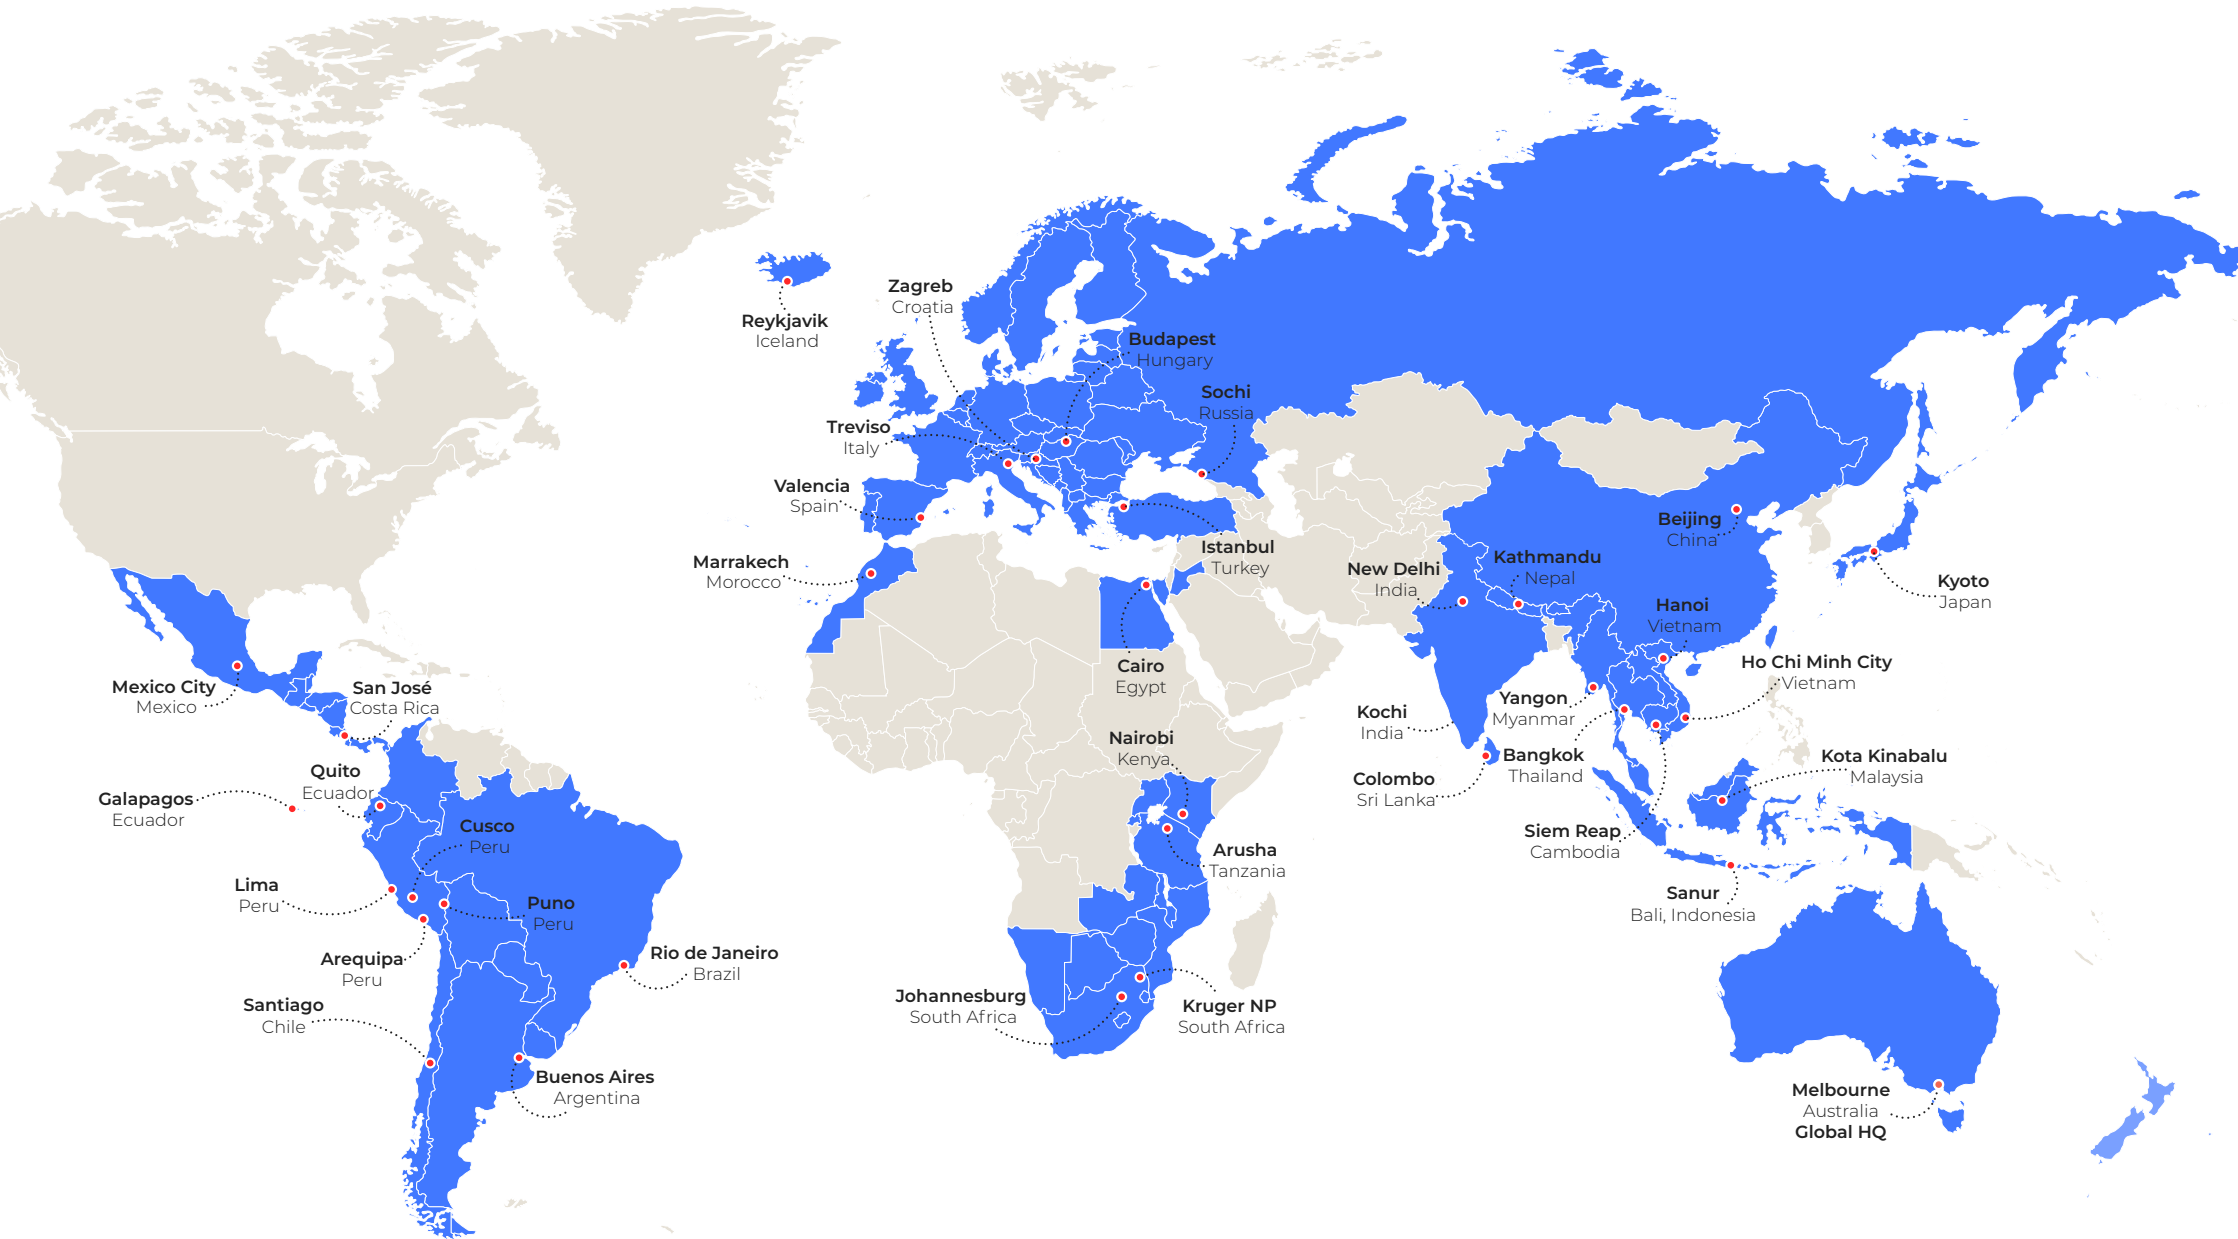 Zagreb
Croatia
Reykjavik
Iceland
Budapest
Hungary
Sochi
Russia
Treviso
Italy
Valencia
Spain
Beijing
China
Istanbul
Turkey
Marrakech
Morocco
New Delhi
India
Kathmandu
Nepal
Kyoto
Japan
Hanoi
Vietnam
Cairo
Egypt
Ho Chi Minh City
Vietnam
Mexico City
Mexico
San José
Costa Rica
Yangon
Myanmar
Kochi
India
Nairobi
Kenya
Bangkok
Thailand
Kota Kinabalu
Malaysia
Quito
Ecuador
Colombo
Sri Lanka
Galapagos
Ecuador
Cusco
Peru
Siem Reap
Cambodia
Arusha
Tanzania
Lima
Peru
Sanur
Bali, Indonesia
Puno
Peru
Rio de Janeiro
Brazil
Arequipa
Peru
Johannesburg
South Africa
Kruger NP
South Africa
Santiago
Chile
Buenos Aires
Argentina
Melbourne
Australia
Global HQ